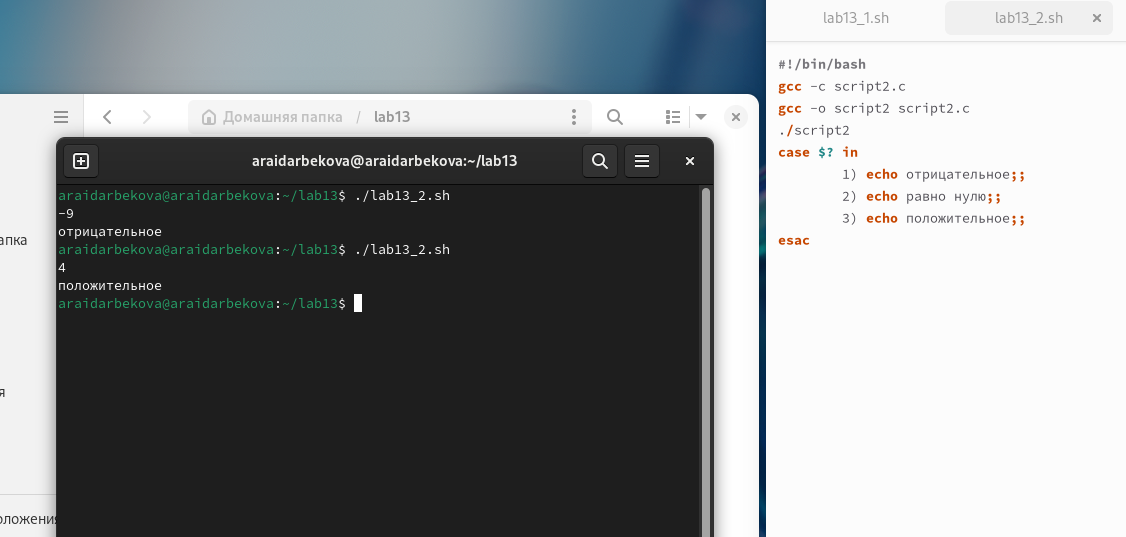 lab13_1.sh
lab13_2.sh
Домашняя папка / lab13
araidarbekova@araidarbekova:~/lab13
araidarbekova@araidarbekova:~/lab13$ ./lab13_2.sh
-9
отрицательное
araidarbekova@araidarbekova:~/lab13$ ./lab13_2.sh
4
положительное
araidarbekova@araidarbekova:~/lab13$
#!/bin/bash
gcc -c script2.c
gcc -o script2 script2.c
./script2
case $? in
1) echo отрицательное;;
2) echo равно нулю;;
3) echo положительное;;
esac